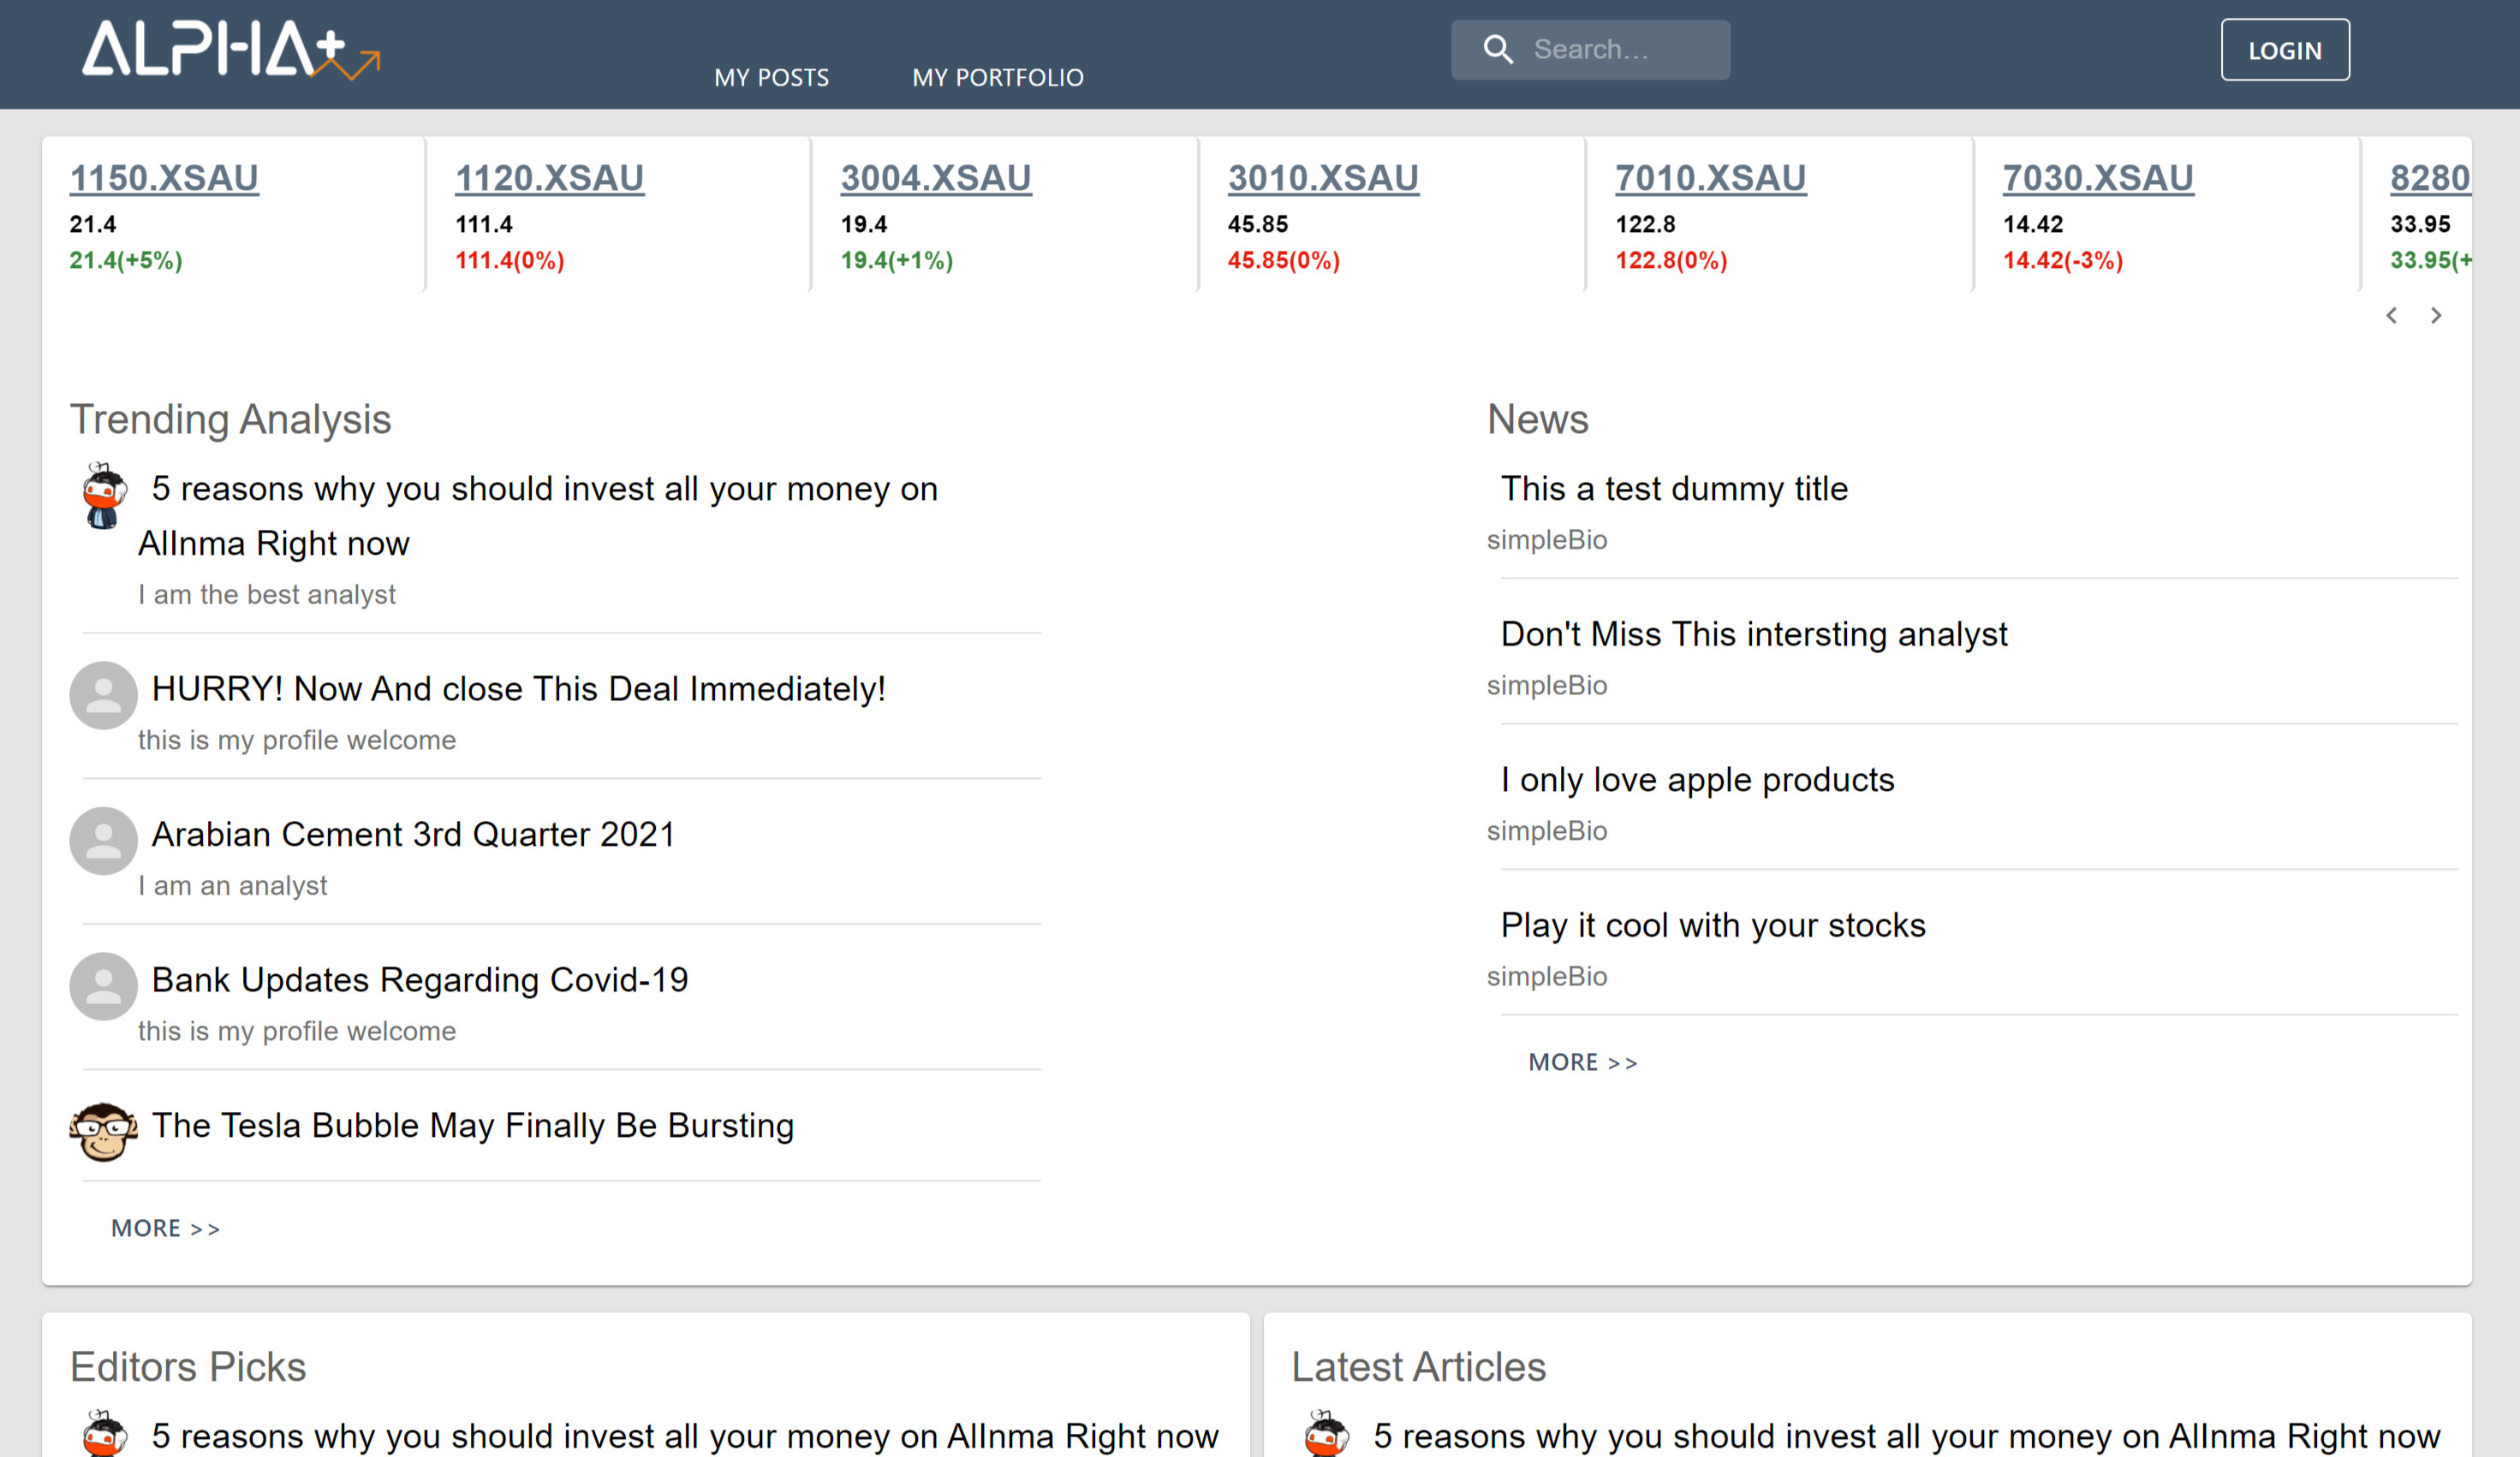 ALPHA+
MY POSTS
MY PORTFOLIO
Search...
LOGIN
1150.XSAU
21.4
21.4(+5%)
1120.XSAU
111.4
111.4(0%)
3004.XSAU
19.4
19.4(+1%)
3010.XSAU
45.85
45.85(0%)
7010.XSAU
122.8
122.8(0%)
7030.XSAU
14.42
14.42(-3%)
8280
33.95
33.95(+
Trending Analysis
5 reasons why you should invest all your money on
AlInma Right now
I am the best analyst
HURRY! Now And close This Deal Immediately!
this is my profile welcome
Arabian Cement 3rd Quarter 2021
I am an analyst
Bank Updates Regarding Covid-19
this is my profile welcome
The Tesla Bubble May Finally Be Bursting
MORE >>
News
This a test dummy title
simpleBio
Don't Miss This intersting analyst
simpleBio
I only love apple products
simpleBio
Play it cool with your stocks
simpleBio
MORE >>
Editors Picks
5 reasons why you should invest all your money on AlInma Right now
Latest Articles
5 reasons why you should invest all your money on AlInma Right now